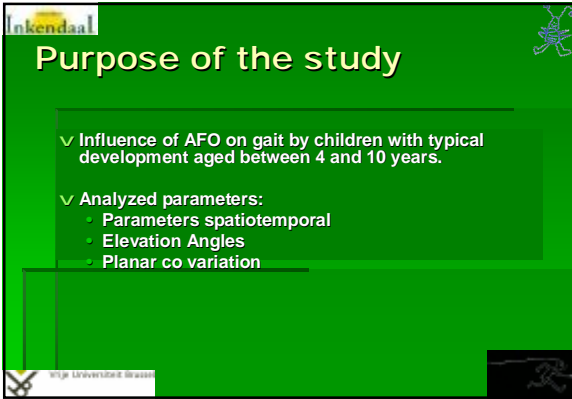 Inkendaal
Purpose of the study
v Influence of AFO on gait by children with typical
development aged between 4 and 10 years.
v Analyzed parameters:
• Parameters spatiotemporal
• Elevation Angles
• Planar co variation
Vrije Universiteit Brussel